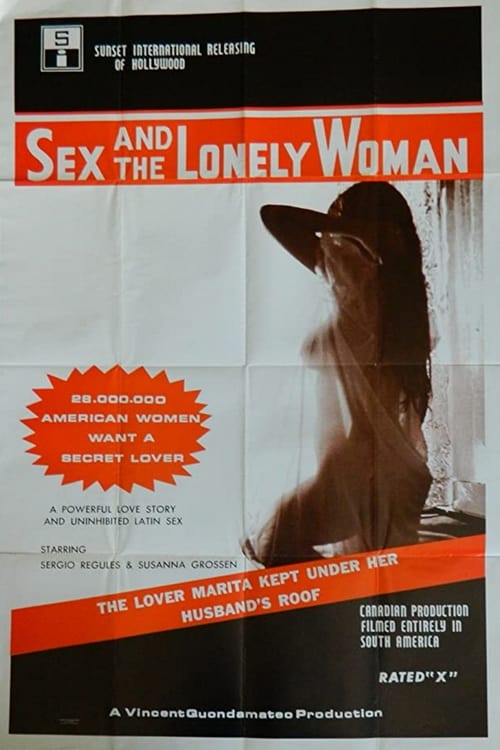 S
i
SUNSET INTERNATIONAL RELEASING
OF HOLLYWOOD
SEX AND THE LONELY WOMAN
28.000.000
AMERICAN WOMEN
WANT A
SECRET LOVER
A POWERFUL LOVE STORY
AND UNINHIBITED LATIN SEX
STARRING
SERGIO REGULES & SUSANNA GROSSEN
THE LOVER MARITA KEPT UNDER HER
HUSBAND'S ROOF
CANADIAN PRODUCTION
FILMED ENTIRELY IN
SOUTH AMERICA
RATED "X"
A Vincent Quondamateo Production